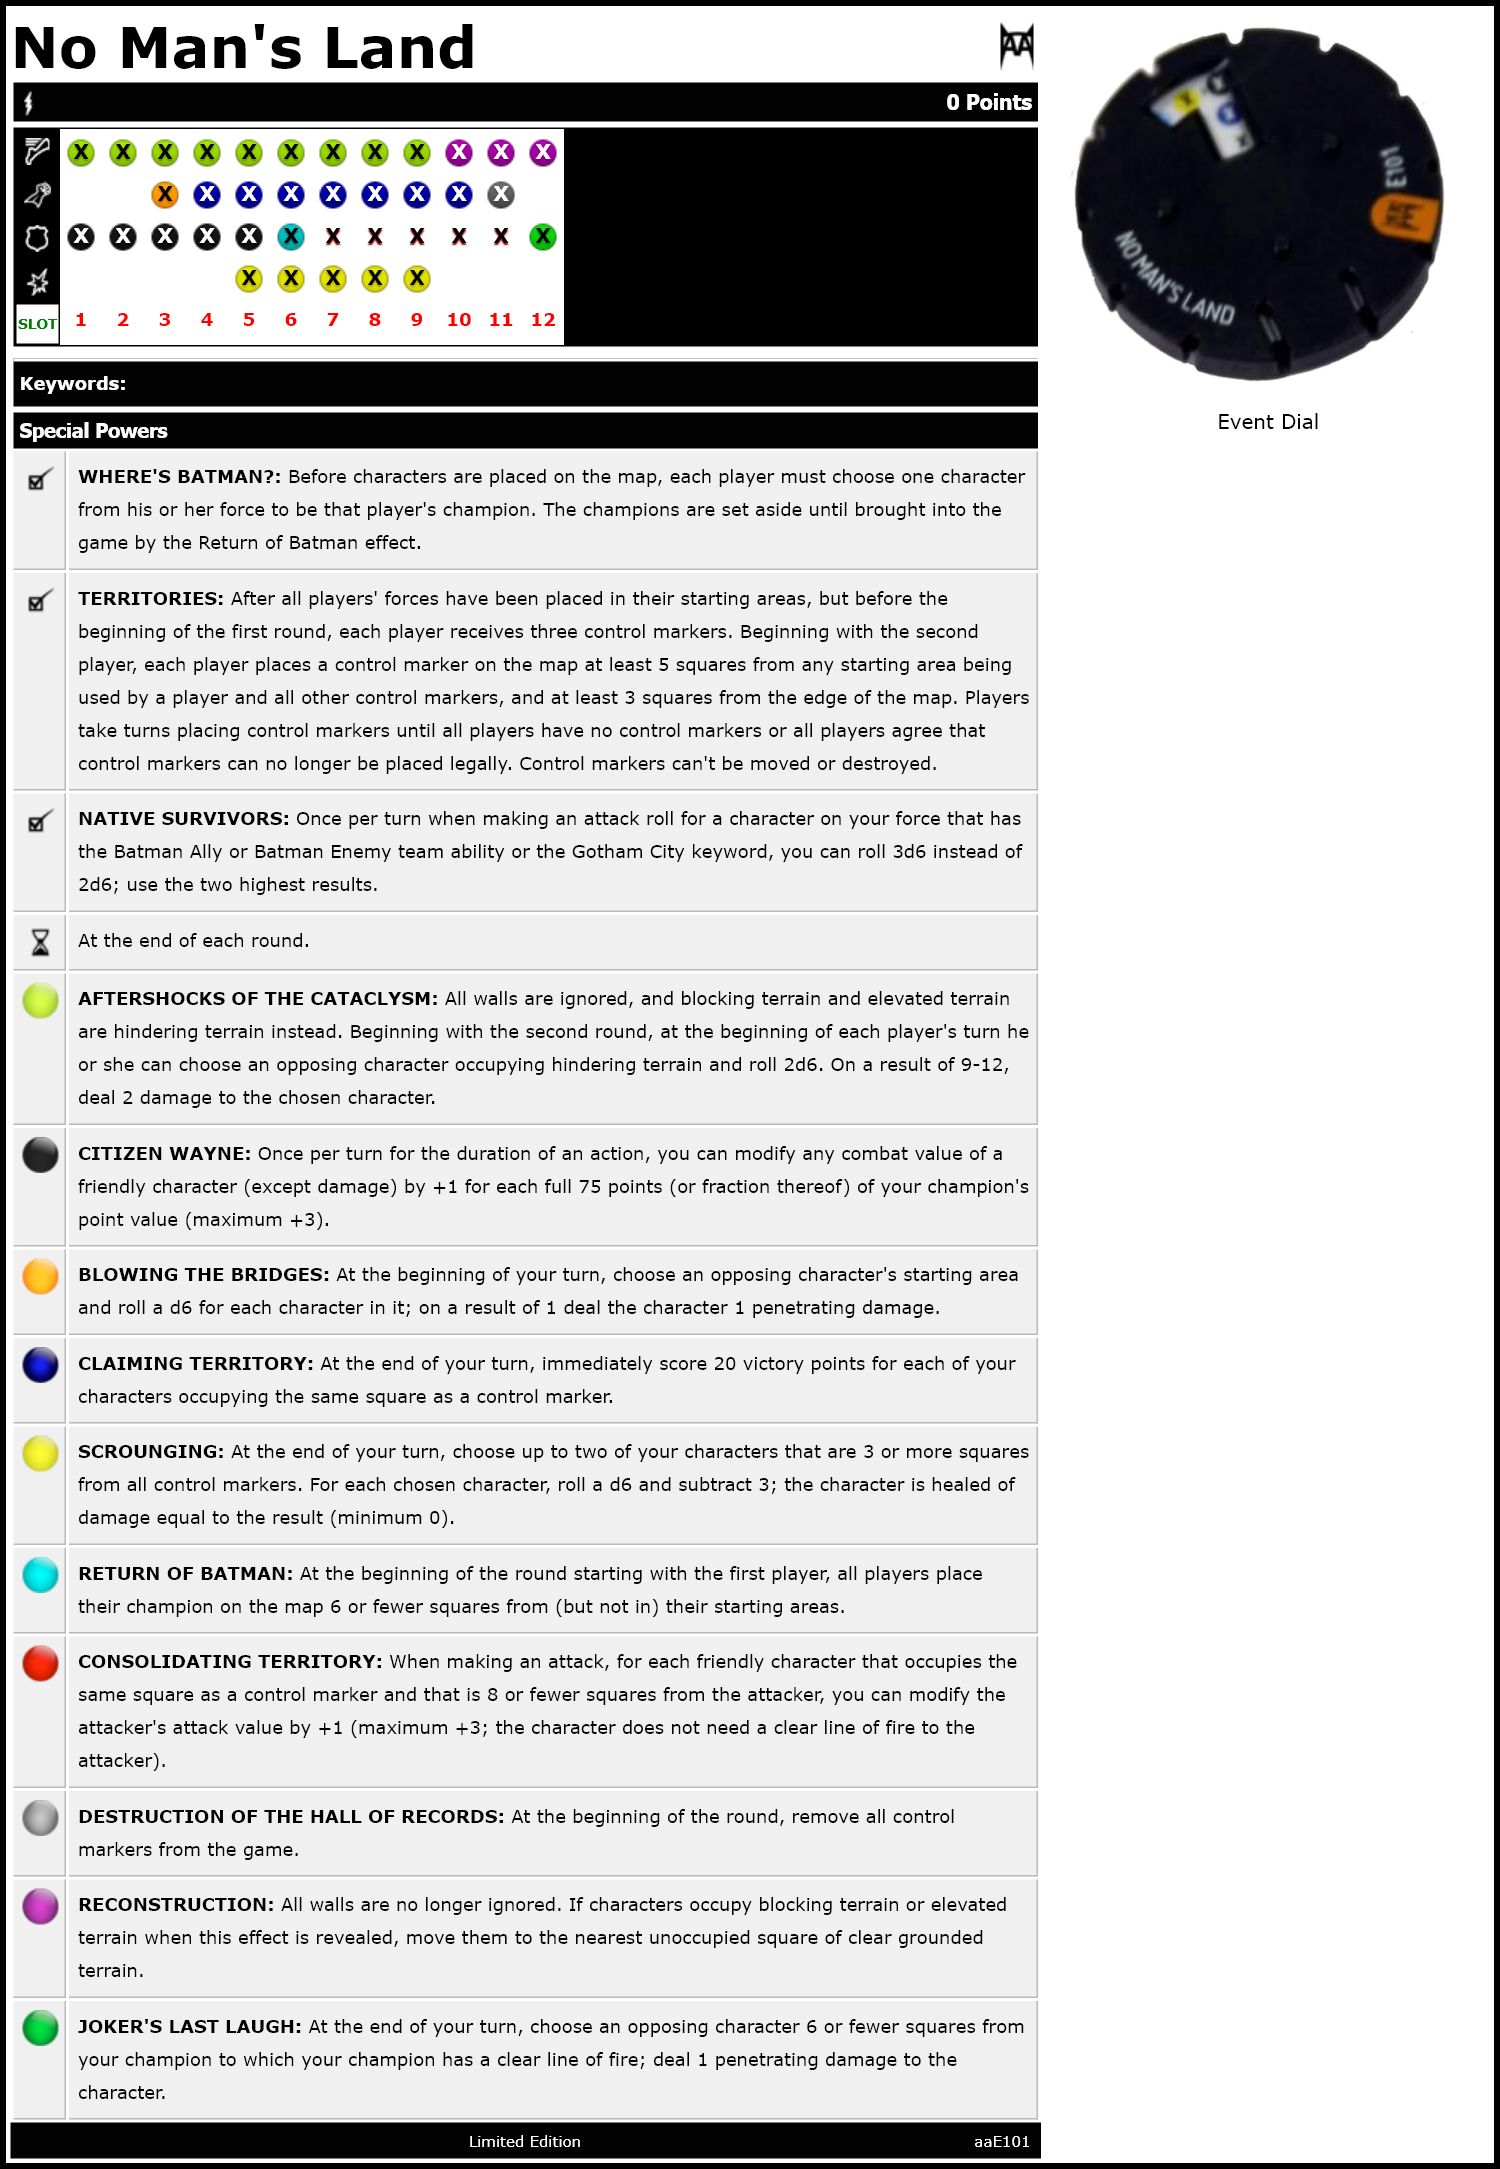 No Man's Land
0 Points
X X X X X X X X X X X X
X X X X X X X X X
X X X X X X X X X X X X
X X X X X
SLOT 1 2 3 4 5 6 7 8 9 10 11 12
Keywords:
Special Powers
WHERE'S BATMAN?: Before characters are placed on the map, each player must choose one character
from his or her force to be that player's champion. The champions are set aside until brought into the
game by the Return of Batman effect.
TERRITORIES: After all players' forces have been placed in their starting areas, but before the
beginning of the first round, each player receives three control markers. Beginning with the second
player, each player places a control marker on the map at least 5 squares from any starting area being
used by a player and all other control markers, and at least 3 squares from the edge of the map. Players
take turns placing control markers until all players have no control markers or all players agree that
control markers can no longer be placed legally. Control markers can't be moved or destroyed.
NATIVE SURVIVORS: Once per turn when making an attack roll for a character on your force that has
the Batman Ally or Batman Enemy team ability or the Gotham City keyword, you can roll 3d6 instead of
2d6; use the two highest results.
At the end of each round.
AFTERSHOCKS OF THE CATACLYSM: All walls are ignored, and blocking terrain and elevated terrain
are hindering terrain instead. Beginning with the second round, at the beginning of each player's turn he
or she can choose an opposing character occupying hindering terrain and roll 2d6. On a result of 9-12,
deal 2 damage to the chosen character.
CITIZEN WAYNE: Once per turn for the duration of an action, you can modify any combat value of a
friendly character (except damage) by +1 for each full 75 points (or fraction thereof) of your champion's
point value (maximum +3).
BLOWING THE BRIDGES: At the beginning of your turn, choose an opposing character's starting area
and roll a d6 for each character in it; on a result of 1 deal the character 1 penetrating damage.
CLAIMING TERRITORY: At the end of your turn, immediately score 20 victory points for each of your
characters occupying the same square as a control marker.
SCROUNGING: At the end of your turn, choose up to two of your characters that are 3 or more squares
from all control markers. For each chosen character, roll a d6 and subtract 3; the character is healed of
damage equal to the result (minimum 0).
RETURN OF BATMAN: At the beginning of the round starting with the first player, all players place
their champion on the map 6 or fewer squares from (but not in) their starting areas.
CONSOLIDATING TERRITORY: When making an attack, for each friendly character that occupies the
same square as a control marker and that is 8 or fewer squares from the attacker, you can modify the
attacker's attack value by +1 (maximum +3; the character does not need a clear line of fire to the
attacker).
DESTRUCTION OF THE HALL OF RECORDS: At the beginning of the round, remove all control
markers from the game.
RECONSTRUCTION: All walls are no longer ignored. If characters occupy blocking terrain or elevated
terrain when this effect is revealed, move them to the nearest unoccupied square of clear grounded
terrain.
JOKER'S LAST LAUGH: At the end of your turn, choose an opposing character 6 or fewer squares from
your champion to which your champion has a clear line of fire; deal 1 penetrating damage to the
character.
Limited Edition aaE101
E101
NO MAN'S LAND
Event Dial